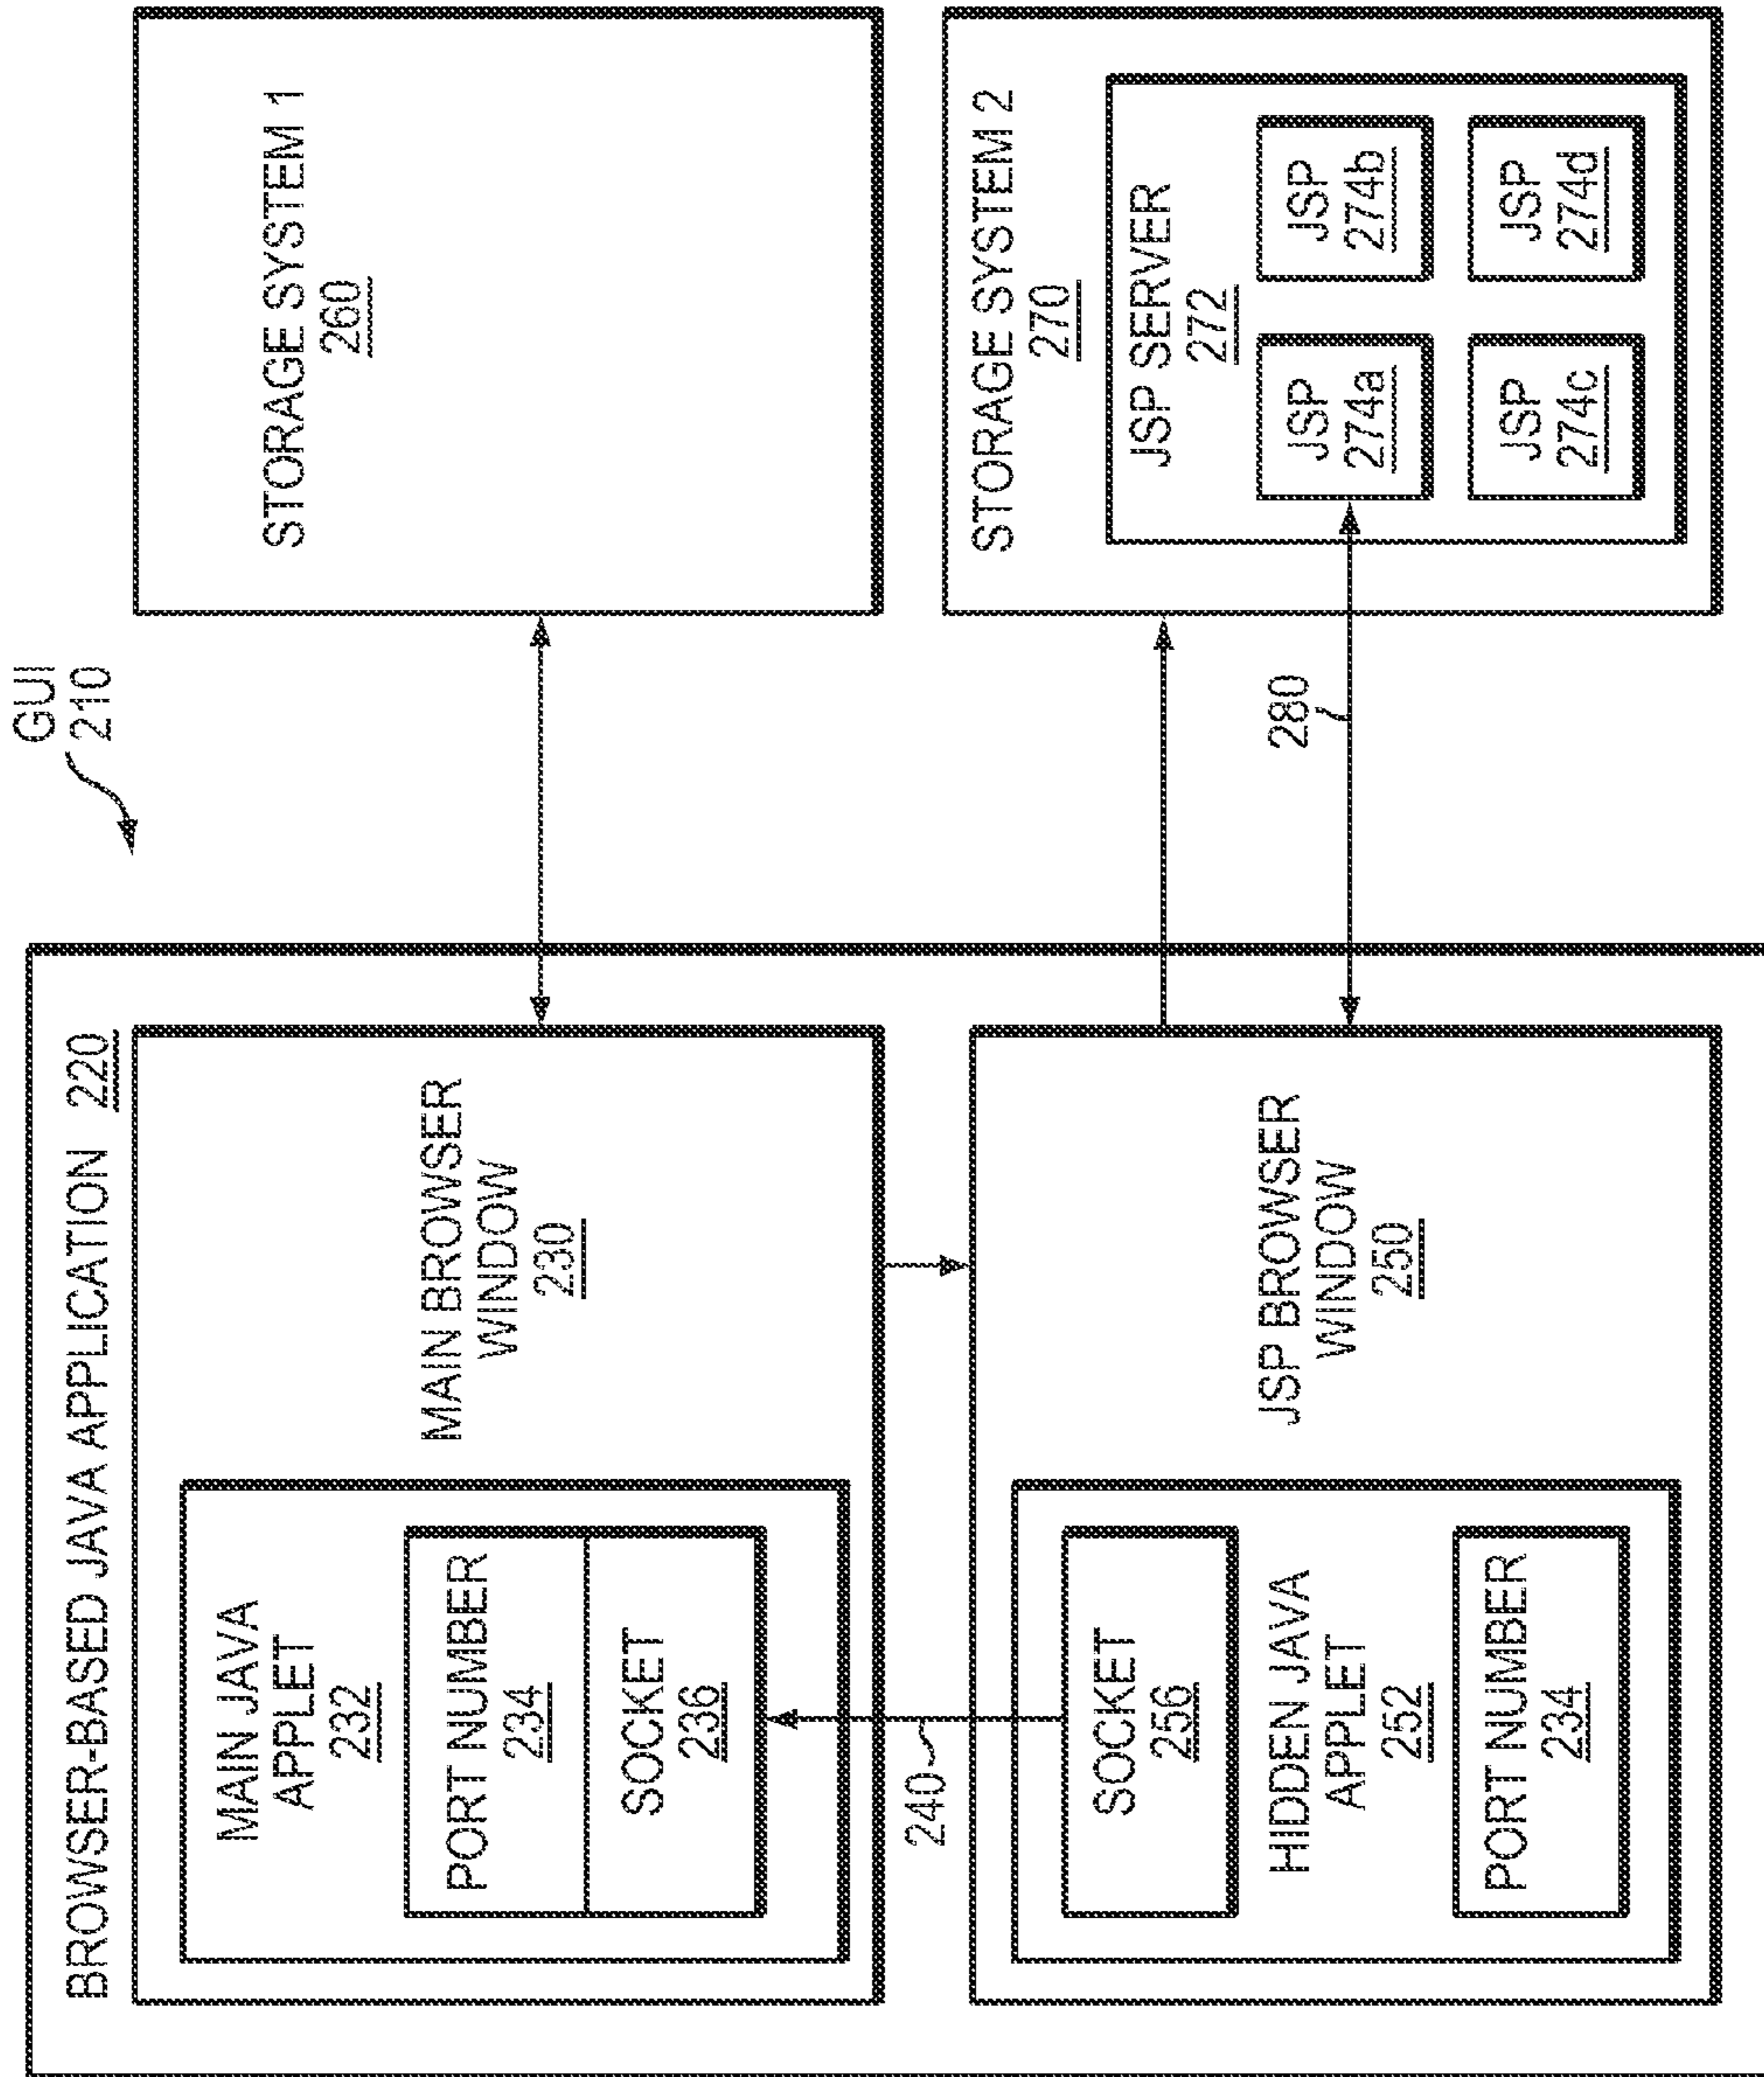 GUI
210
BROWSER-BASED JAVA APPLICATION 220
MAIN JAVA
APPLET
232
PORT NUMBER
234
SOCKET
236
MAIN BROWSER
WINDOW
230
240
SOCKET
256
HIDDEN JAVA
APPLET
252
PORT NUMBER
234
JSP BROWSER
WINDOW
250
STORAGE SYSTEM 1
260
280
STORAGE SYSTEM 2
270
JSP SERVER
272
JSP
274a
JSP
274b
JSP
274c
JSP
274d